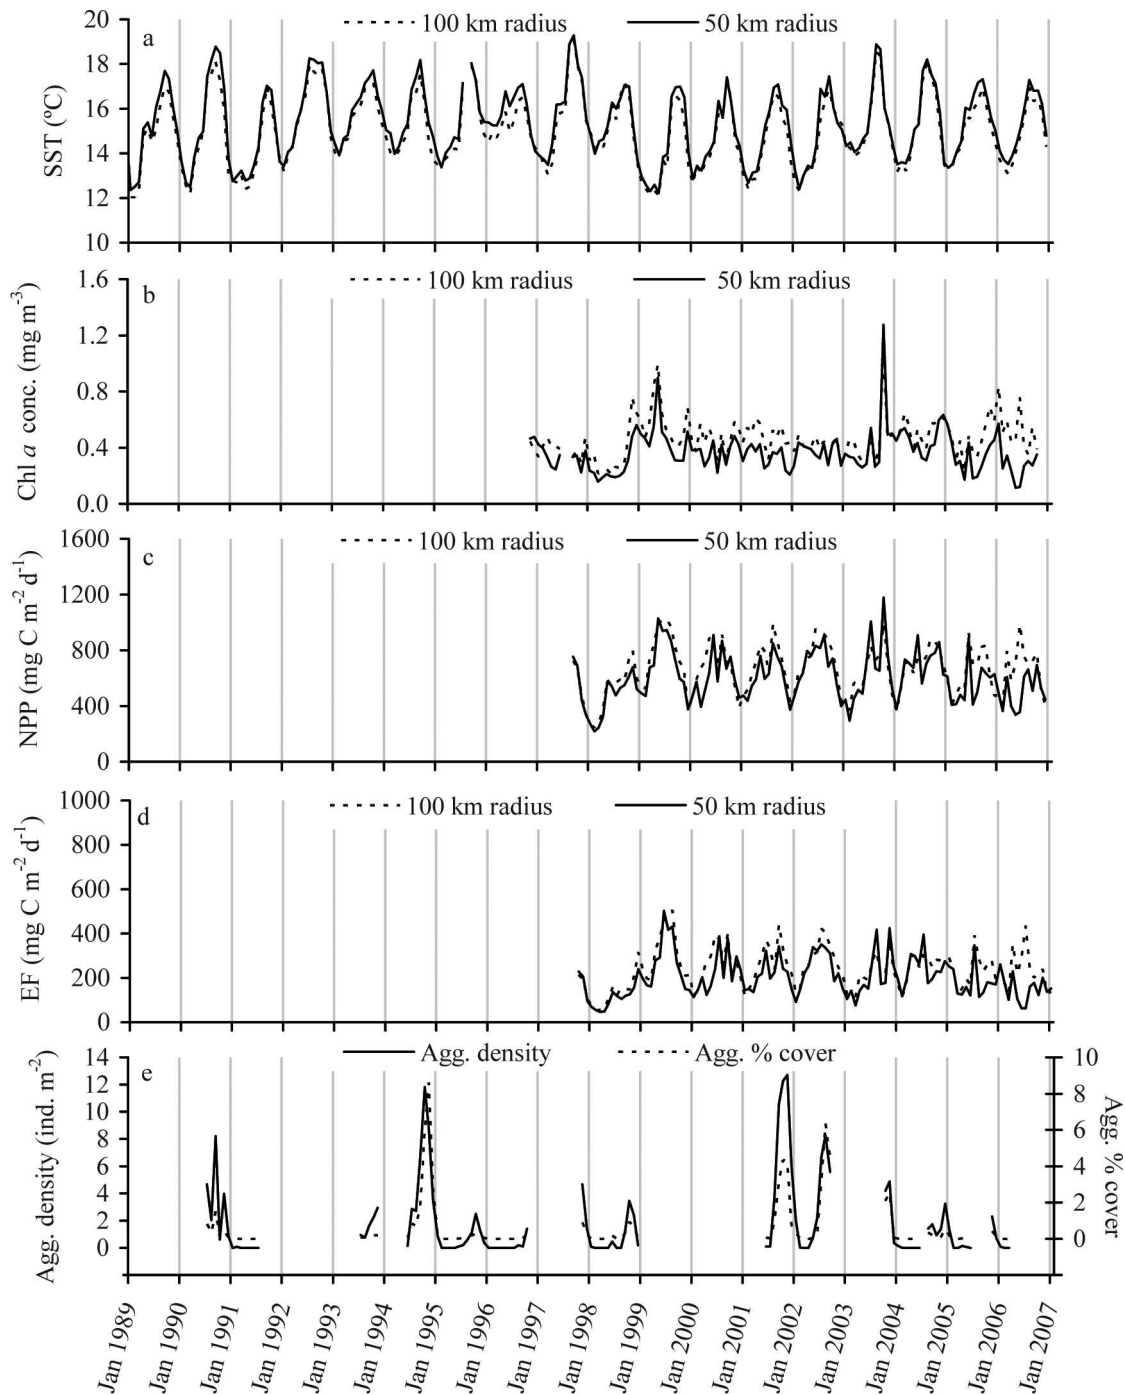 a
100 km radius 50 km radius
SST (ºC)
20
18
16
14
12
10
b
100 km radius 50 km radius
Chl a conc. (mg m-3)
1.6
1.2
0.8
0.4
0.0
c
100 km radius 50 km radius
NPP (mg C m-2 d-1)
1600
1200
800
400
0
d
100 km radius 50 km radius
EF (mg C m-2 d-1)
1000
800
600
400
200
0
e
Agg. density Agg. % cover
Agg. density (ind. m-2)
14
12
10
8
6
4
2
0
10
8
6
4
2
0
Agg. % cover
Jan 1989
Jan 1990
Jan 1991
Jan 1992
Jan 1993
Jan 1994
Jan 1995
Jan 1996
Jan 1997
Jan 1998
Jan 1999
Jan 2000
Jan 2001
Jan 2002
Jan 2003
Jan 2004
Jan 2005
Jan 2006
Jan 2007